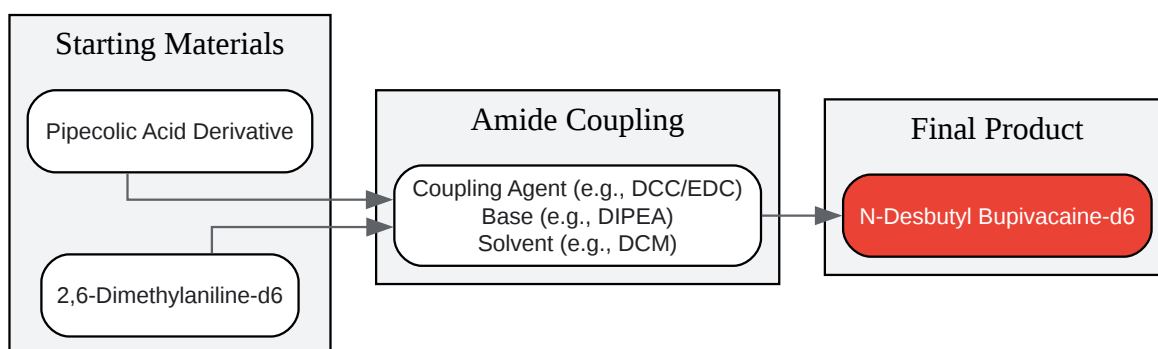 Starting Materials
Pipecolic Acid Derivative
2,6-Dimethylaniline-d6
Amide Coupling
Coupling Agent (e.g., DCC/EDC)
Base (e.g., DIPEA)
Solvent (e.g., DCM)
Final Product
N-Desbutyl Bupivacaine-d6